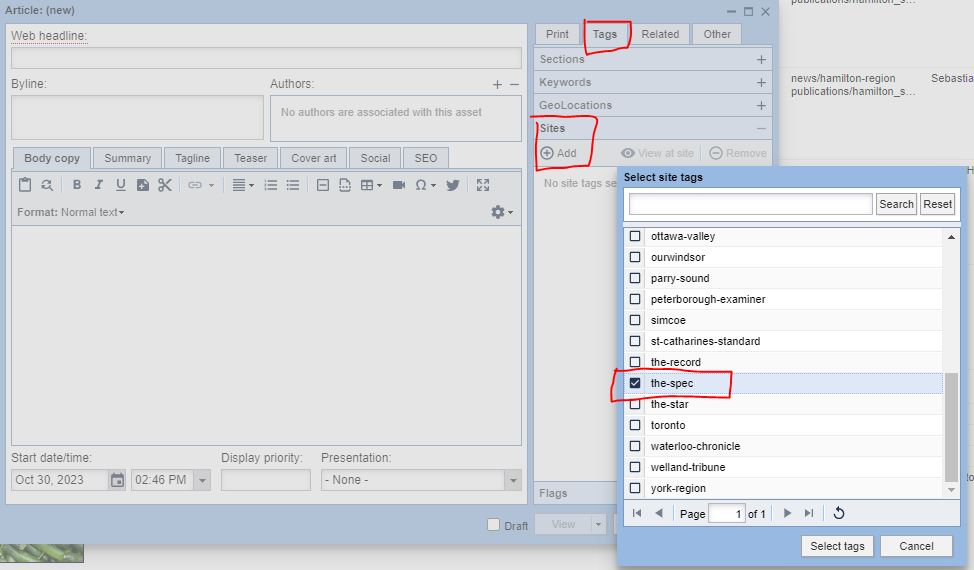 Article: (new)
Web headline:
Byline:
Authors:
No authors are associated with this asset
Body copy
Summary
Tagline
Teaser
Cover art
Social
SEO
B I U
Format: Normal text
Start date/time:
Display priority:
Presentation:
Oct 30, 2023
02:46 PM
- None -
Draft
View
Print
Tags
Related
Other
Sections
Keywords
GeoLocations
Sites
Add
View at site
Remove
No site tags se
Flags
publications/hamilton_s...
news/hamilton-region
Sebastia
publications/hamilton_s...
Select site tags
Search
Reset
ottawa-valley
ourwindsor
parry-sound
peterborough-examiner
simcoe
st-catharines-standard
the-record
the-spec
the-star
toronto
waterloo-chronicle
welland-tribune
york-region
Page 1 of 1
Select tags
Cancel